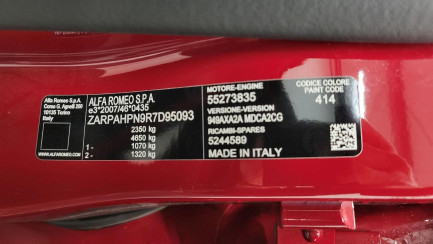 Alfa Romeo S.p.A.
Corso G. Agnelli 200
10135 Torino
Italy
WWW.ALFAROMEO.COM
ALFA ROMEO S.P.A.
e3*2007/46*0435
ZARPAHPN9R7D95093
2350 kg
4650 kg
1- 1070 kg
2- 1320 kg
MOTORE-ENGINE
55273835
VERSIONE-VERSION
949AXA2A MDCA2CG
RICAMBI-SPARES
5244589
MADE IN ITALY
CODICE COLORE
PAINT CODE
414